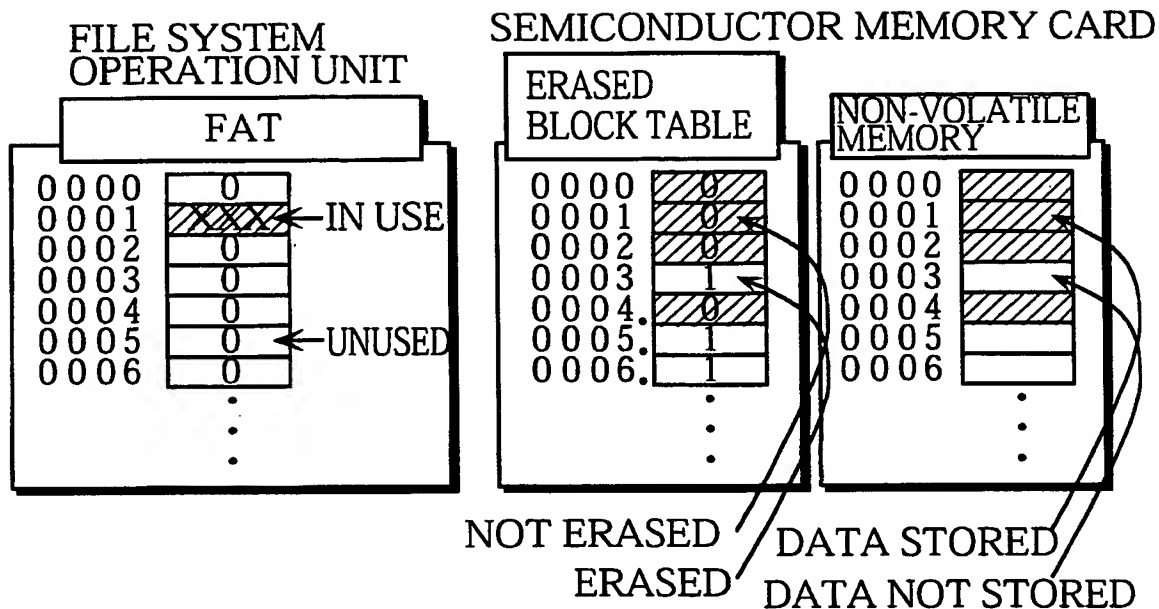 FILE SYSTEM
OPERATION UNIT
FAT
0000 0
0001 XXX IN USE
0002 0
0003 0
0004 0
0005 0 UNUSED
0006 0
SEMICONDUCTOR MEMORY CARD
ERASED
BLOCK TABLE
0000 0
0001 0
0002 0
0003 1
0004 0
0005 1
0006 1
NON-VOLATILE
MEMORY
0000
0001
0002
0003
0004
0005
0006
NOT ERASED
ERASED
DATA STORED
DATA NOT STORED